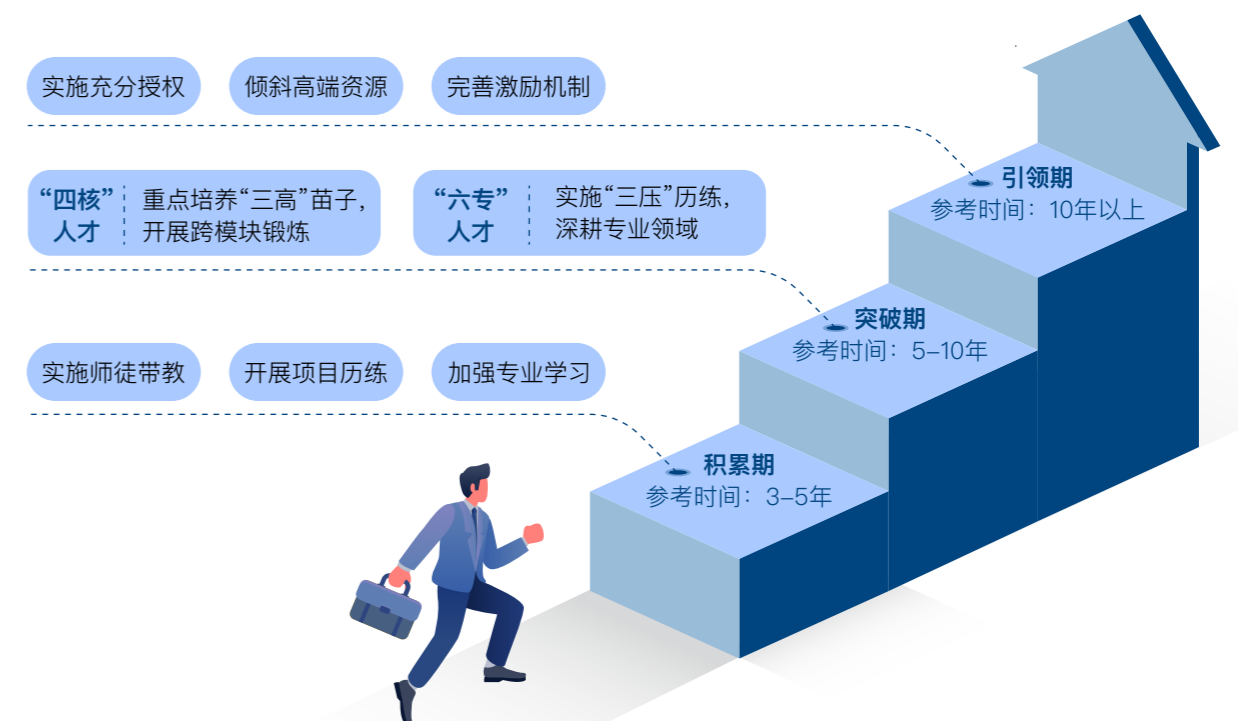 实施充分授权
倾斜高端资源
完善激励机制
引领期
参考时间：10年以上
“四核”
人才
重点培养“三高”苗子，
开展跨模块锻炼
“六专”
人才
实施“三压”历练，
深耕专业领域
突破期
参考时间：5–10年
实施师徒带教
开展项目历练
加强专业学习
积累期
参考时间：3–5年